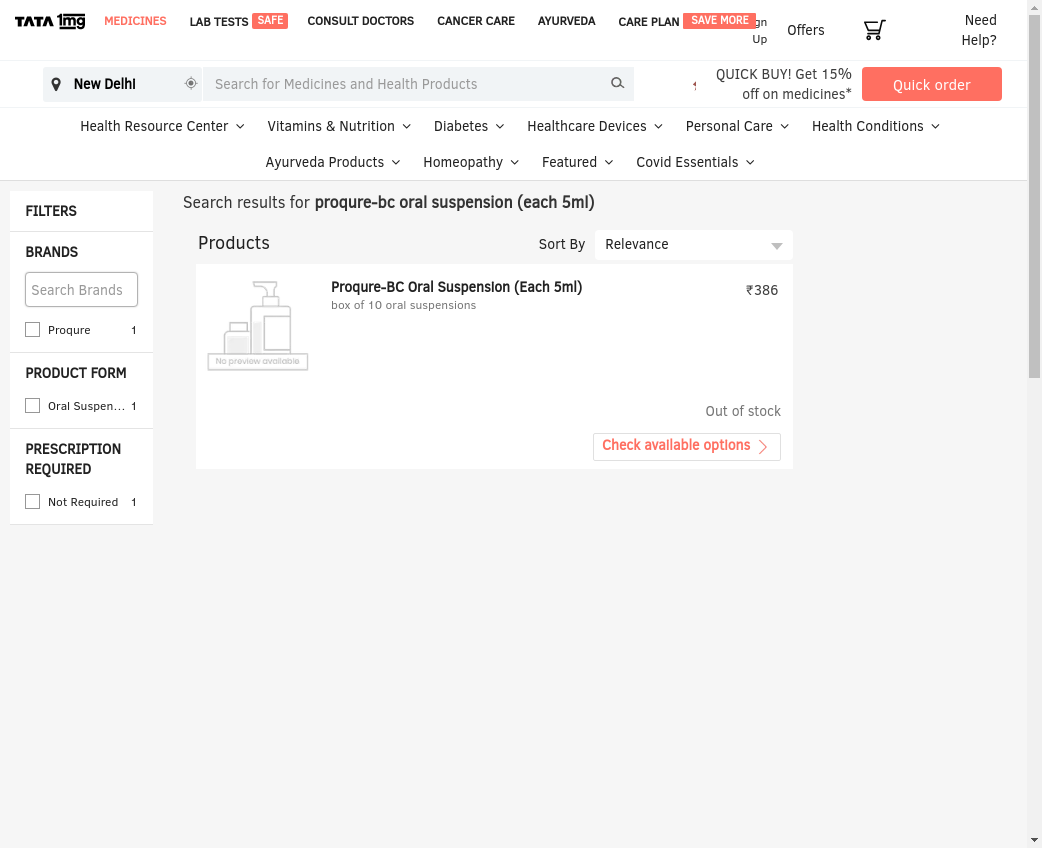 TATA 1mg
MEDICINES
LAB TESTS SAFE
CONSULT DOCTORS
CANCER CARE
AYURVEDA
CARE PLAN SAVE MORE
gn
Up
Offers
Need
Help?
New Delhi
Search for Medicines and Health Products
QUICK BUY! Get 15%
off on medicines*
Quick order
Health Resource Center
Vitamins & Nutrition
Diabetes
Healthcare Devices
Personal Care
Health Conditions
Ayurveda Products
Homeopathy
Featured
Covid Essentials
FILTERS
BRANDS
Search Brands
Proqure 1
PRODUCT FORM
Oral Suspen... 1
PRESCRIPTION
REQUIRED
Not Required 1
Search results for proqure-bc oral suspension (each 5ml)
Products
Sort By
Relevance
No preview available
Proqure-BC Oral Suspension (Each 5ml)
box of 10 oral suspensions
₹386
Out of stock
Check available options